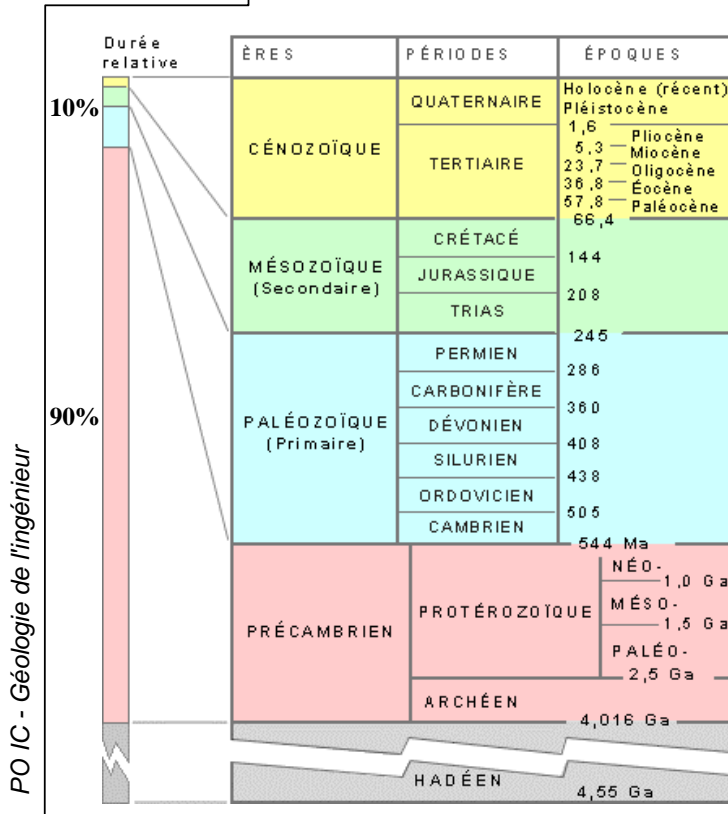 Durée
relative
10%
90%
PO IC - Géologie de l'ingénieur
ÈRES PÉRIODES ÉPOQUES
CÉNOZOÏQUE
QUATERNAIRE
Holocène (récent)
Pléistocène
1,6
TERTIAIRE
Pliocène
5,3
Miocène
23,7
Oligocène
36,8
Éocène
57,8
Paléocène
66,4
MÉSOZOÏQUE
(Secondaire)
CRÉTACÉ
144
JURASSIQUE
208
TRIAS
245
PALÉOZOÏQUE
(Primaire)
PERMIEN
286
CARBONIFÈRE
360
DÉVONIEN
408
SILURIEN
438
ORDOVICIEN
505
CAMBRIEN
544 Ma
PRÉCAMBRIEN
PROTÉROZOÏQUE
NÉO-
1,0 Ga
MÉSO-
1,5 Ga
PALÉO-
2,5 Ga
ARCHÉEN
4,016 Ga
HADÉEN
4,55 Ga